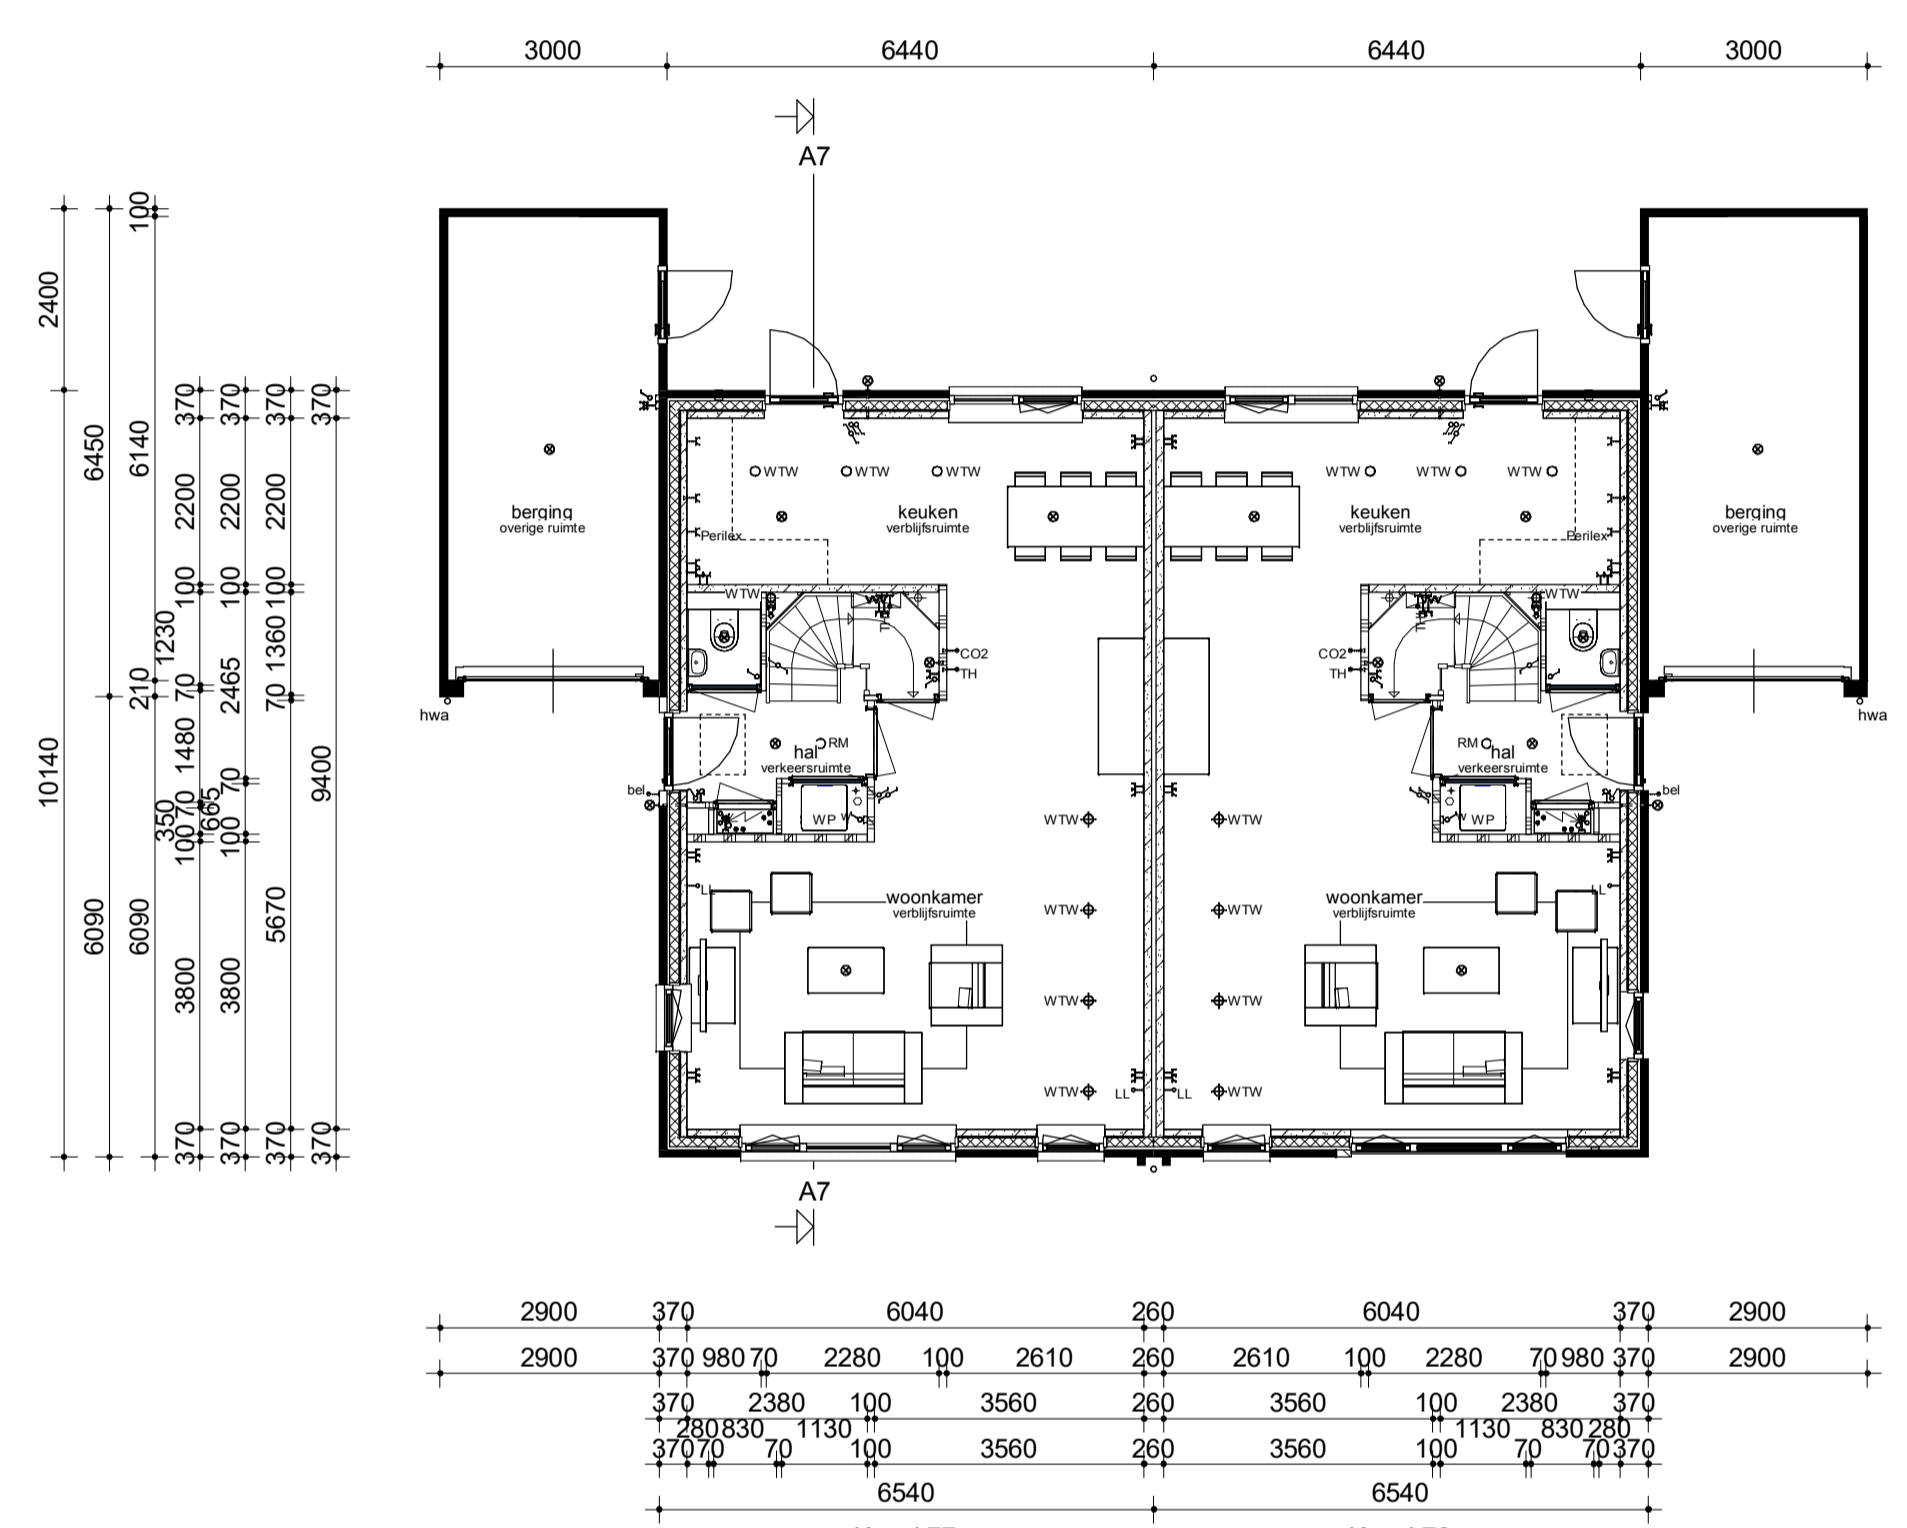 3000 6440 6440 3000
A7
100
2400
6450
6140
370 370 370 370
2200 2200 2200
100 100 100
1230
1360
210
70
2465
70
10140
1480
9400
350
70
665
70
100
100
6090
6090
5670
3800
3800
370 370 370 370
berging
overige ruimte
keuken
verblijfsruimte
keuken
verblijfsruimte
berging
overige ruimte
WTW WTW WTW WTW WTW WTW
Perilex Perilex
WTW WTW
CO2 CO2
TH TH
hwa hwa
RM RM
hal
verkeersruimte
hal
verkeersruimte
bel bel
WP WP
WTW WTW
LL LL
woonkamer
verblijfsruimte
woonkamer
verblijfsruimte
WTW WTW
WTW WTW
WTW LL LL WTW
A7
2900 370 6040 260 6040 370 2900
2900 370 980 70 2280 100 2610 260 2610 100 2280 70 980 370 2900
370 2380 100 3560 260 3560 100 2380 370
280 830 1130 1130 830 280
370 70 70 100 3560 260 3560 100 70 70 370
6540 6540